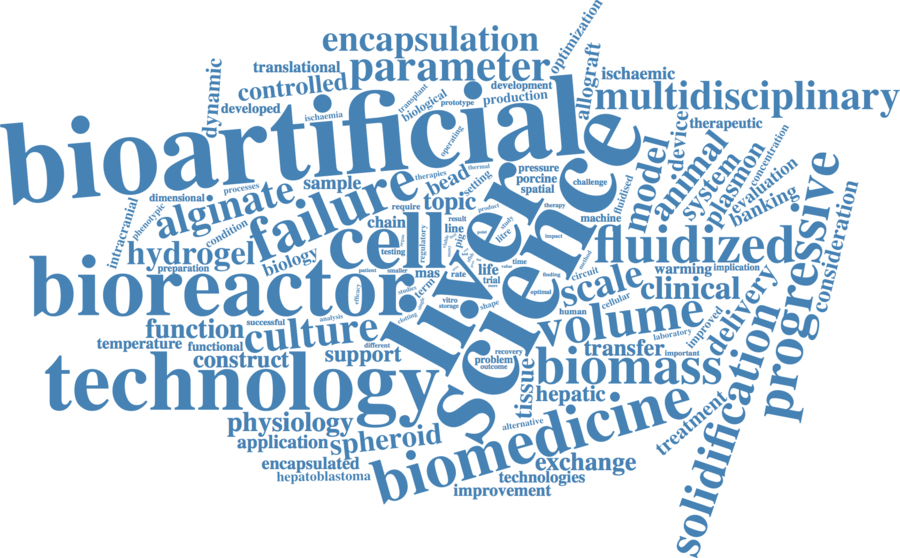 encapsulation
optimization
translational
parameter
controlled
dynamic
developed
ischaemia
transplant
biological
prototype
development
production
operating
allograft
ischaemic
multidisciplinary
therapeutic
bioartificial
liver
science
model
device
animal
system
plasmon
concentration
evaluation
banking
progressive
consideration
intracranial
phenotypic
dimensional
processes
alginate
sample
failure
therapies
thermal
bead
setting
topic
pressure
porcine
spatial
challenge
fluidised
require
chain
cell
testing
regulatory
line
pig
result
product
study
therapy
machine
impact
fluidized
hydrogel
condition
biology
preparation
bioreactor
patient
smaller
efficacy
studies
mas
rate
term
life
trial
time
value
finding
method
circuit
scale
warming
implication
clinical
vitro
storage
shape
optimal
human
cellular
volume
laboratory
improved
delivery
function
successful
analysis
clotting
single
temperature
functional
culture
different
construct
support
recovery
problem
outcome
transfer
important
technology
biomass
tissue
hepatic
solidification
treatment
physiology
application
spheroid
alternative
biomedicine
encapsulated
hepatoblastoma
exchange
technologies
improvement